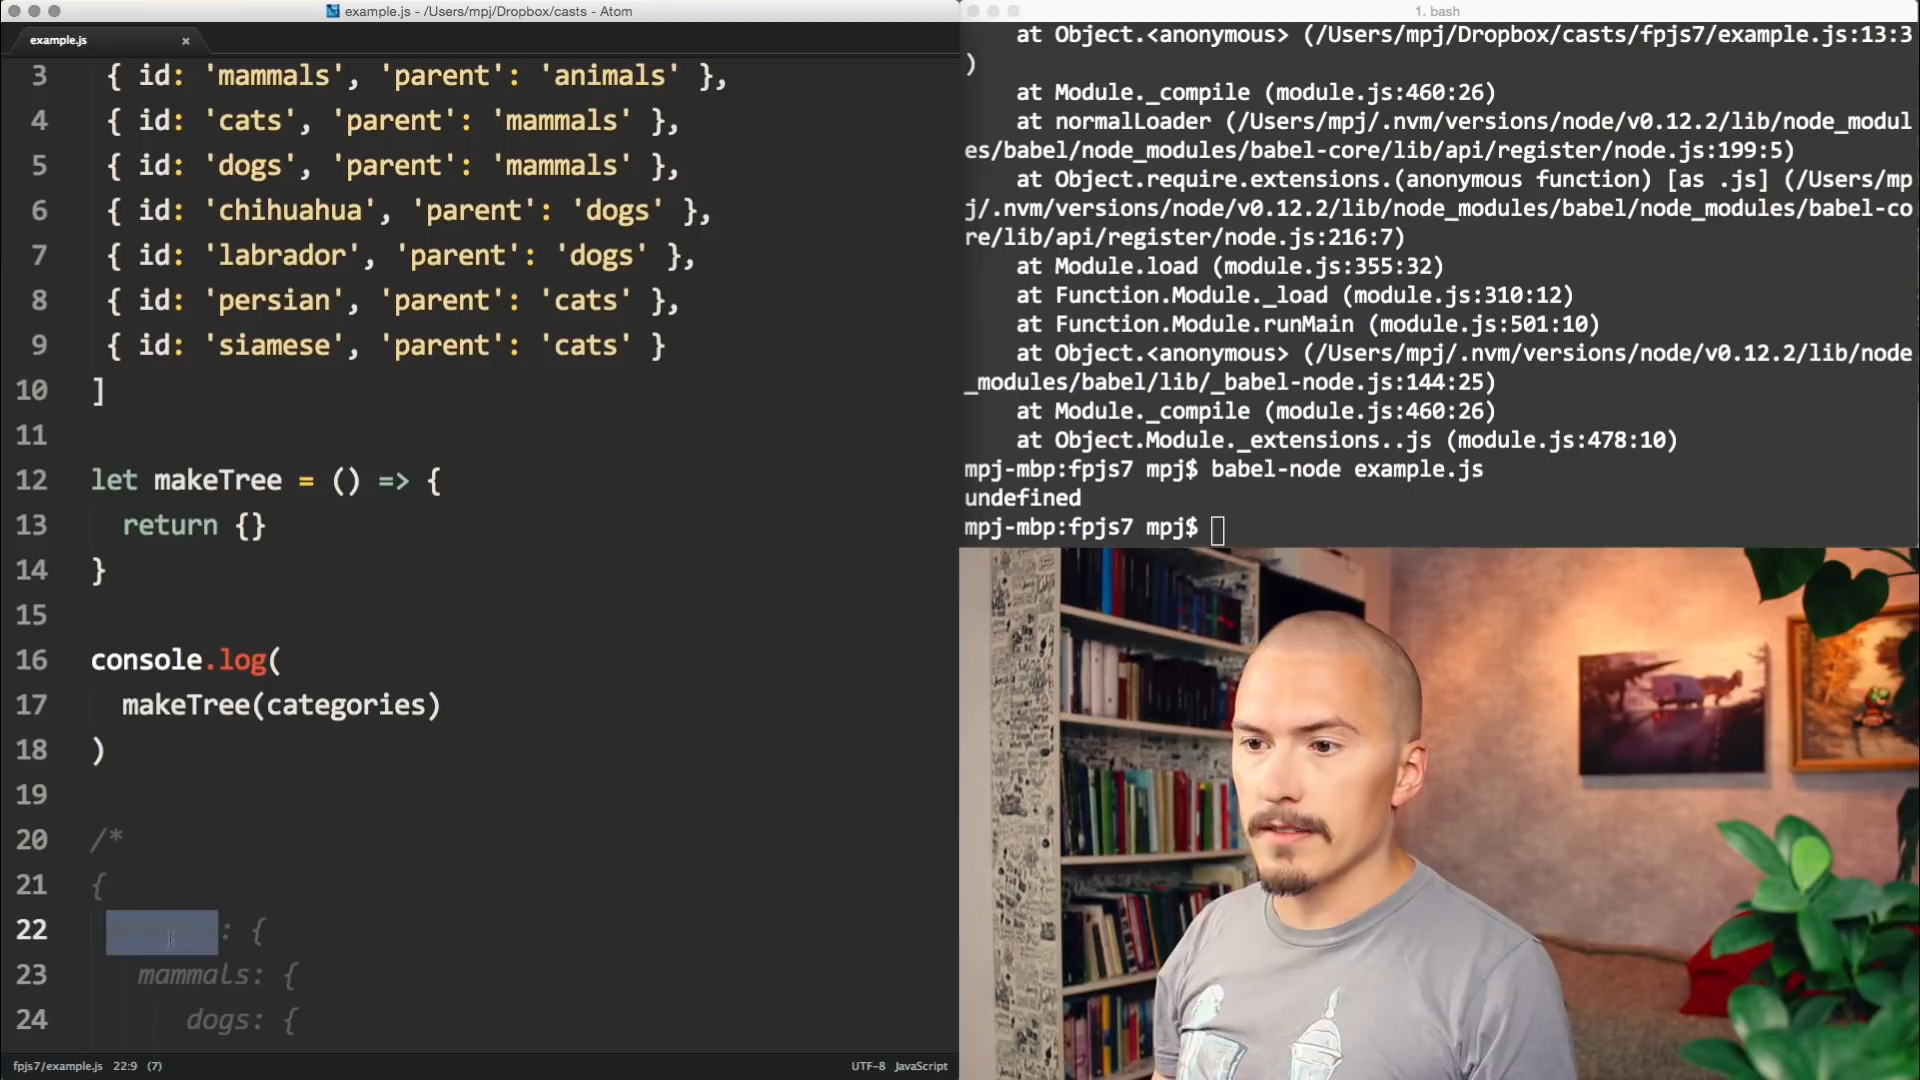 example.js - /Users/mpj/Dropbox/casts - Atom
example.js
3 { id: 'mammals', 'parent': 'animals' },
4 { id: 'cats', 'parent': 'mammals' },
5 { id: 'dogs', 'parent': 'mammals' },
6 { id: 'chihuahua', 'parent': 'dogs' },
7 { id: 'labrador', 'parent': 'dogs' },
8 { id: 'persian', 'parent': 'cats' },
9 { id: 'siamese', 'parent': 'cats' }
10 ]
11
12 let makeTree = () => {
13 return {}
14 }
15
16 console.log(
17 makeTree(categories)
18 )
19
20 /*
21 {
22 : {
23 mammals: {
24 dogs: {
fpjs7/example.js 22:9 (7)
UTF-8 JavaScript
1. bash
at Object.<anonymous> (/Users/mpj/Dropbox/casts/fpjs7/example.js:13:3
)
at Module._compile (module.js:460:26)
at normalLoader (/Users/mpj/.nvm/versions/node/v0.12.2/lib/node_modul
es/babel/node_modules/babel-core/lib/api/register/node.js:199:5)
at Object.require.extensions.(anonymous function) [as .js] (/Users/mp
j/.nvm/versions/node/v0.12.2/lib/node_modules/babel/node_modules/babel-co
re/lib/api/register/node.js:216:7)
at Module.load (module.js:355:32)
at Function.Module._load (module.js:310:12)
at Function.Module.runMain (module.js:501:10)
at Object.<anonymous> (/Users/mpj/.nvm/versions/node/v0.12.2/lib/node
_modules/babel/lib/_babel-node.js:144:25)
at Module._compile (module.js:460:26)
at Object.Module._extensions..js (module.js:478:10)
mpj-mbp:fpjs7 mpj$ babel-node example.js
undefined
mpj-mbp:fpjs7 mpj$